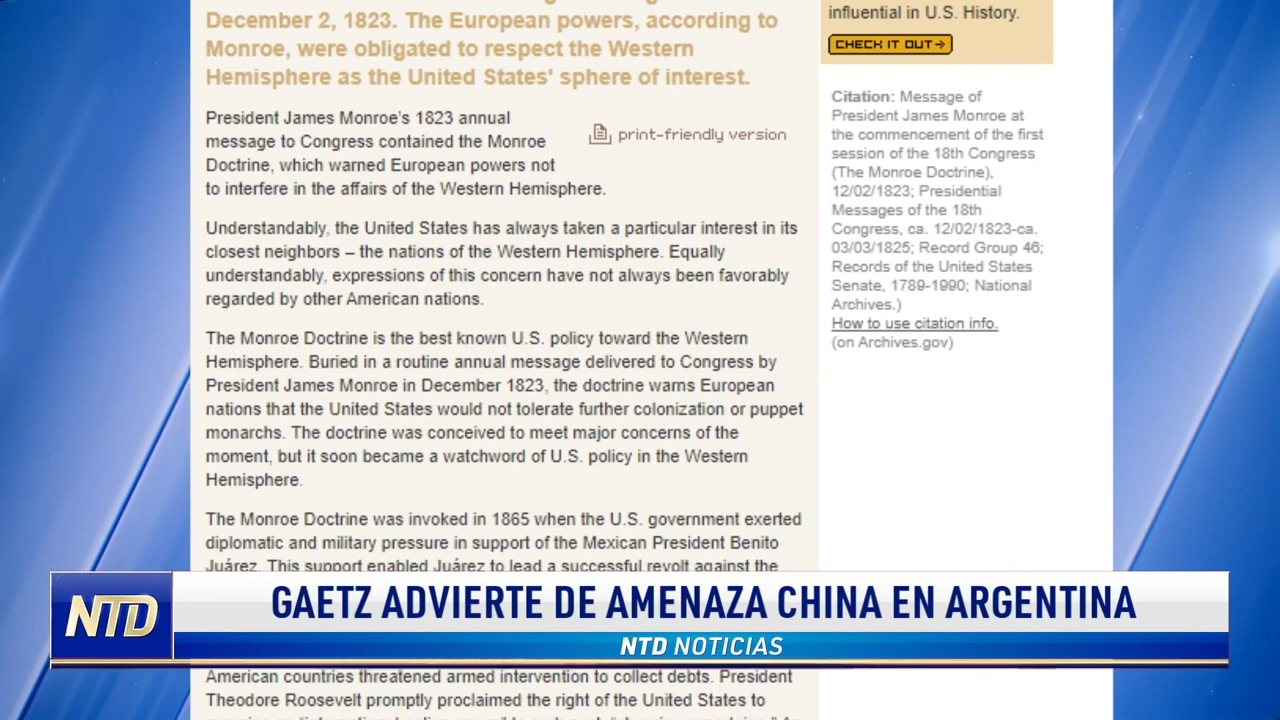 December 2, 1823. The European powers, according to
Monroe, were obligated to respect the Western
Hemisphere as the United States' sphere of interest.
President James Monroe's 1823 annual
message to Congress contained the Monroe
Doctrine, which warned European powers not
to interfere in the affairs of the Western Hemisphere.
print-friendly version
Understandably, the United States has always taken a particular interest in its
closest neighbors – the nations of the Western Hemisphere. Equally
understandably, expressions of this concern have not always been favorably
regarded by other American nations.
The Monroe Doctrine is the best known U.S. policy toward the Western
Hemisphere. Buried in a routine annual message delivered to Congress by
President James Monroe in December 1823, the doctrine warns European
nations that the United States would not tolerate further colonization or puppet
monarchs. The doctrine was conceived to meet major concerns of the
moment, but it soon became a watchword of U.S. policy in the Western
Hemisphere.
The Monroe Doctrine was invoked in 1865 when the U.S. government exerted
diplomatic and military pressure in support of the Mexican President Benito
Juárez. This support enabled Juárez to lead a successful revolt against the
American countries threatened armed intervention to collect debts. President
Theodore Roosevelt promptly proclaimed the right of the United States to
influential in U.S. History.
CHECK IT OUT→
Citation: Message of
President James Monroe at
the commencement of the first
session of the 18th Congress
(The Monroe Doctrine),
12/02/1823; Presidential
Messages of the 18th
Congress, ca. 12/02/1823-ca.
03/03/1825; Record Group 46;
Records of the United States
Senate, 1789-1990; National
Archives.)
How to use citation info.
(on Archives.gov)
NTD
GAETZ ADVIERTE DE AMENAZA CHINA EN ARGENTINA
NTD NOTICIAS